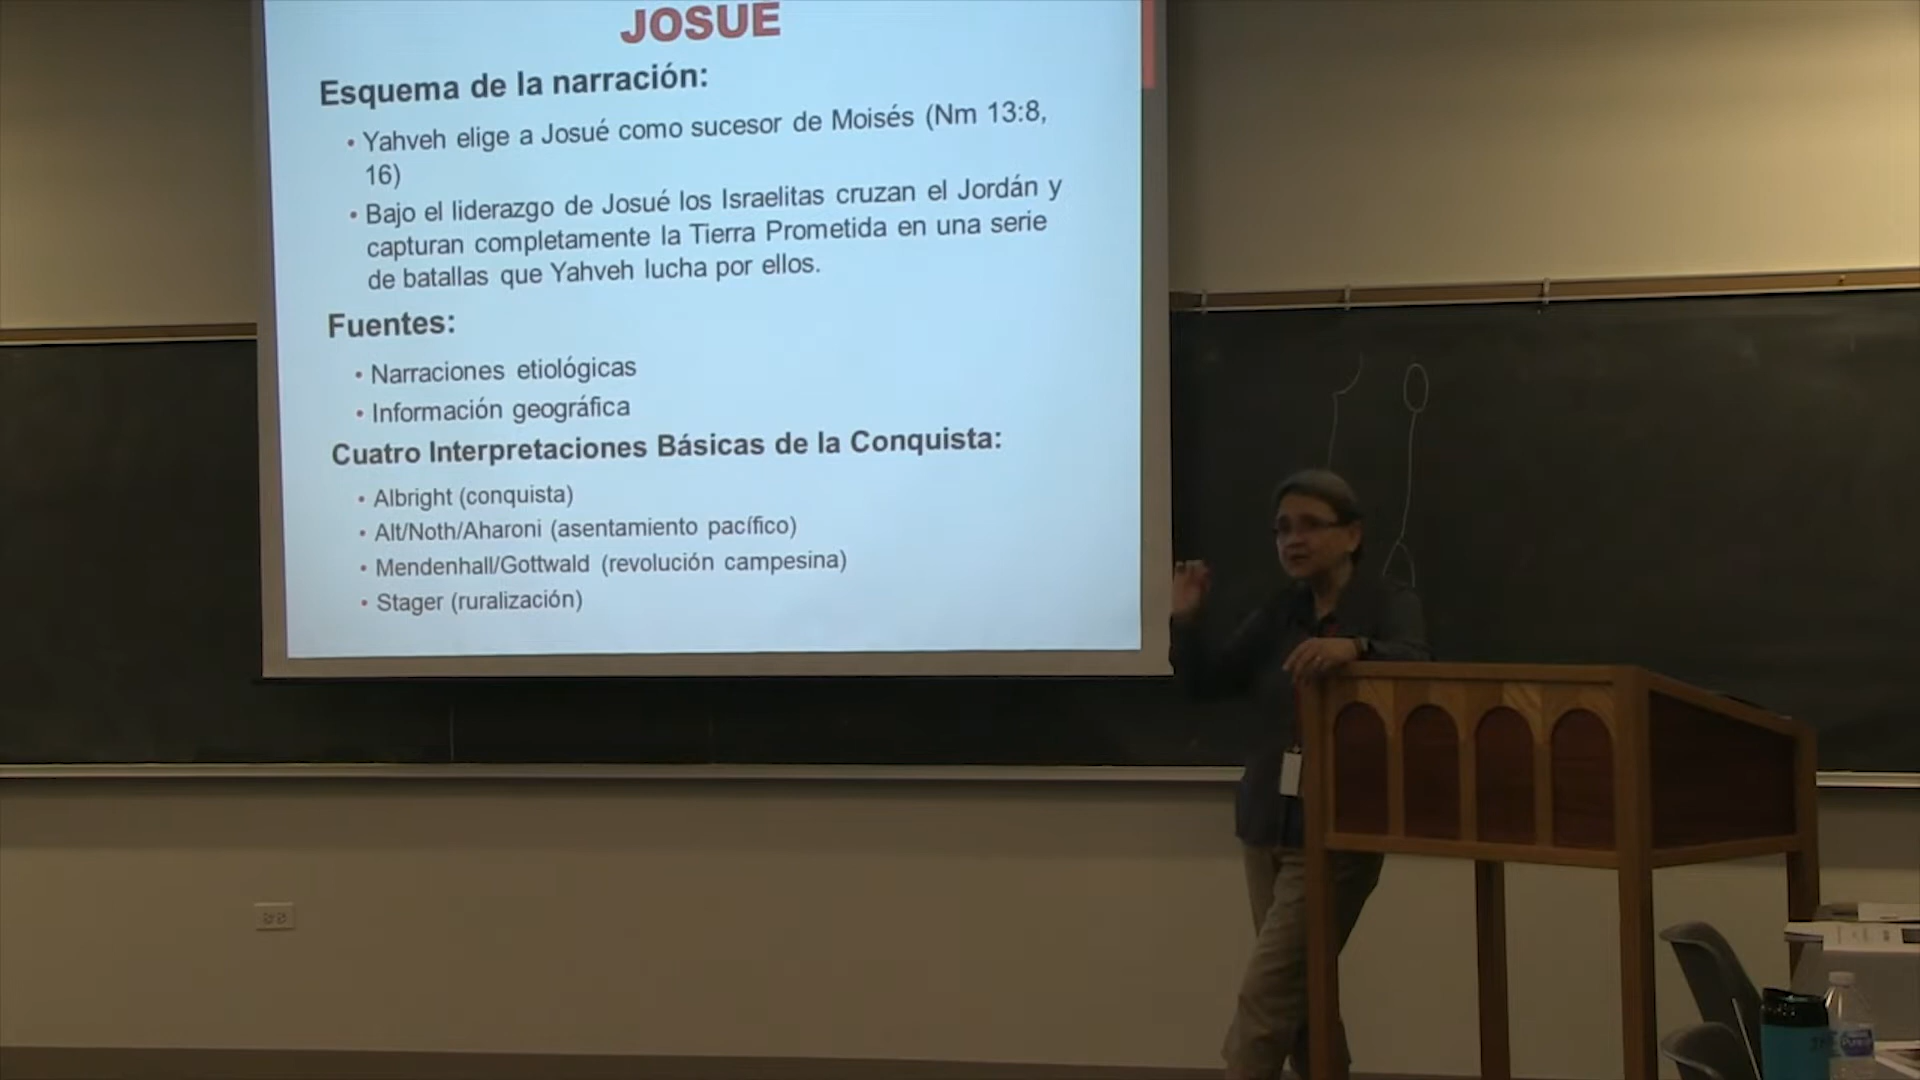 JOSUE
Esquema de la narración:
• Yahveh elige a Josué como sucesor de Moisés (Nm 13:8,
16)
• Bajo el liderazgo de Josué los Israelitas cruzan el Jordán y
capturan completamente la Tierra Prometida en una serie
de batallas que Yahveh lucha por ellos.
Fuentes:
• Narraciones etiológicas
• Información geográfica
Cuatro Interpretaciones Básicas de la Conquista:
• Albright (conquista)
• Alt/Noth/Aharoni (asentamiento pacífico)
• Mendenhall/Gottwald (revolución campesina)
• Stager (ruralización)